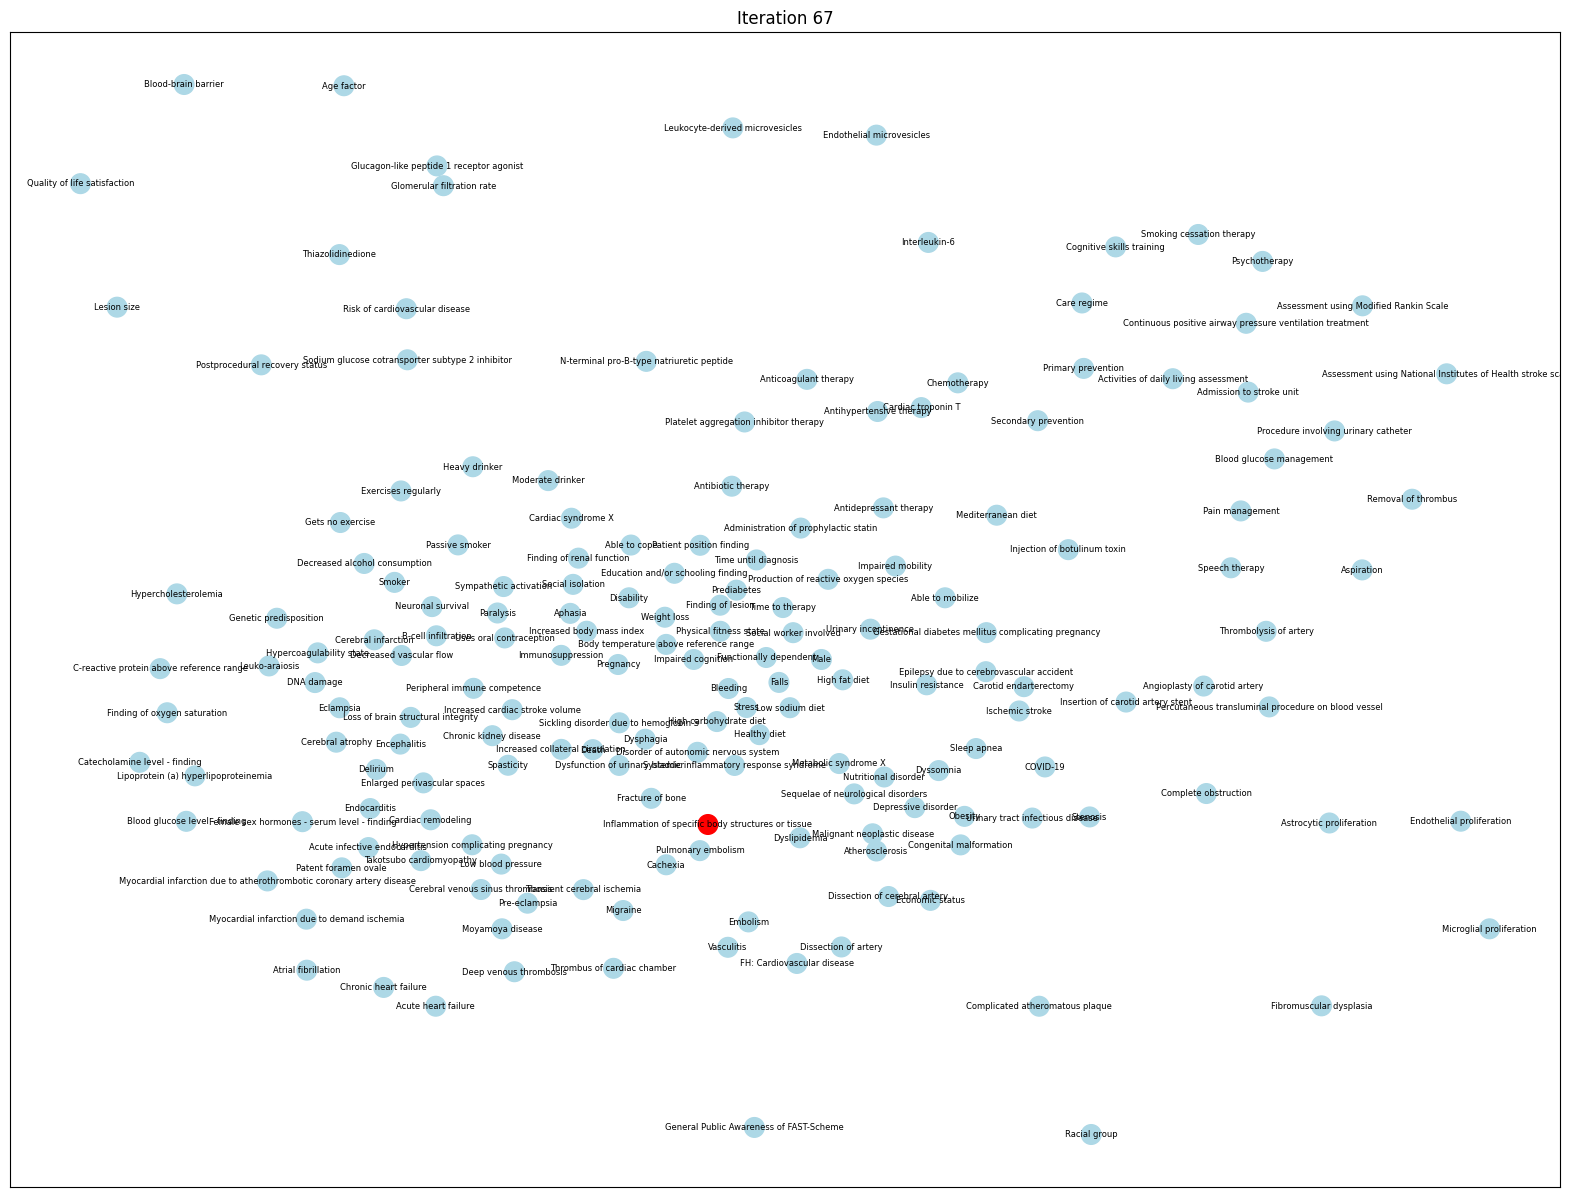 Iteration 67
Blood-brain barrier
Age factor
Leukocyte-derived microvesicles
Endothelial microvesicles
Glucagon-like peptide 1 receptor agonist
Quality of life satisfaction
Glomerular filtration rate
Smoking cessation therapy
Interleukin-6
Cognitive skills training
Thiazolidinedione
Psychotherapy
Care regime
Lesion size
Assessment using Modified Rankin Scale
Risk of cardiovascular disease
Continuous positive airway pressure ventilation treatment
Sodium glucose cotransporter subtype 2 inhibitor
N-terminal pro-B-type natriuretic peptide
Postprocedural recovery status
Primary prevention
Assessment using National Institutes of Health stroke sc
Anticoagulant therapy
Activities of daily living assessment
Chemotherapy
Admission to stroke unit
Cardiac troponin T
Antihypertensive therapy
Platelet aggregation inhibitor therapy
Secondary prevention
Procedure involving urinary catheter
Blood glucose management
Heavy drinker
Moderate drinker
Antibiotic therapy
Exercises regularly
Removal of thrombus
Antidepressant therapy
Pain management
Mediterranean diet
Cardiac syndrome X
Gets no exercise
Administration of prophylactic statin
Passive smoker
Able to cope
Patient position finding
Injection of botulinum toxin
Finding of renal function
Time until diagnosis
Decreased alcohol consumption
Impaired mobility
Speech therapy
Aspiration
Education and/or schooling finding
Production of reactive oxygen species
Smoker
Social isolation
Sympathetic activation
Prediabetes
Hypercholesterolemia
Disability
Able to mobilize
Finding of lesion
Neuronal survival
Time to therapy
Paralysis
Aphasia
Genetic predisposition
Weight loss
Urinary incontinence
Increased body mass index
Physical fitness state
Social worker involved
Gestational diabetes mellitus complicating pregnancy
Thrombolysis of artery
B-cell infiltration
Uses oral contraception
Cerebral infarction
Body temperature above reference range
Hypercoagulability state
Decreased vascular flow
Immunosuppression
Functionally dependent
Impaired cognition
Male
Pregnancy
Leuko-araiosis
C-reactive protein above reference range
Epilepsy due to cerebrovascular accident
High fat diet
DNA damage
Falls
Insulin resistance
Carotid endarterectomy
Angioplasty of carotid artery
Peripheral immune competence
Bleeding
Insertion of carotid artery stent
Eclampsia
Stress
Low sodium diet
Percutaneous transluminal procedure on blood vessel
Increased cardiac stroke volume
Ischemic stroke
Finding of oxygen saturation
Loss of brain structural integrity
High-carbohydrate diet
Sickling disorder due to hemoglobin S
Healthy diet
Chronic kidney disease
Dysphagia
Cerebral atrophy
Encephalitis
Sleep apnea
Increased collateral circulation
Death
Disorder of autonomic nervous system
Catecholamine level - finding
Metabolic syndrome X
Spasticity
Dysfunction of urinary bladder
Systemic inflammatory response syndrome
COVID-19
Delirium
Dyssomnia
Lipoprotein (a) hyperlipoproteinemia
Nutritional disorder
Enlarged perivascular spaces
Sequelae of neurological disorders
Complete obstruction
Fracture of bone
Endocarditis
Depressive disorder
Obesity
Stenosis
Urinary tract infectious disease
Cardiac remodeling
Blood glucose level - finding
Female sex hormones - serum level - finding
Astrocytic proliferation
Endothelial proliferation
Inflammation of specific body structures or tissue
Malignant neoplastic disease
Dyslipidemia
Hypertension complicating pregnancy
Congenital malformation
Acute infective endocarditis
Pulmonary embolism
Atherosclerosis
Takotsubo cardiomyopathy
Low blood pressure
Cachexia
Patent foramen ovale
Myocardial infarction due to atherothrombotic coronary artery disease
Cerebral venous sinus thrombosis
Transient cerebral ischemia
Dissection of cerebral artery
Economic status
Pre-eclampsia
Migraine
Myocardial infarction due to demand ischemia
Embolism
Moyamoya disease
Microglial proliferation
Vasculitis
Dissection of artery
FH: Cardiovascular disease
Thrombus of cardiac chamber
Atrial fibrillation
Deep venous thrombosis
Chronic heart failure
Acute heart failure
Complicated atheromatous plaque
Fibromuscular dysplasia
General Public Awareness of FAST-Scheme
Racial group